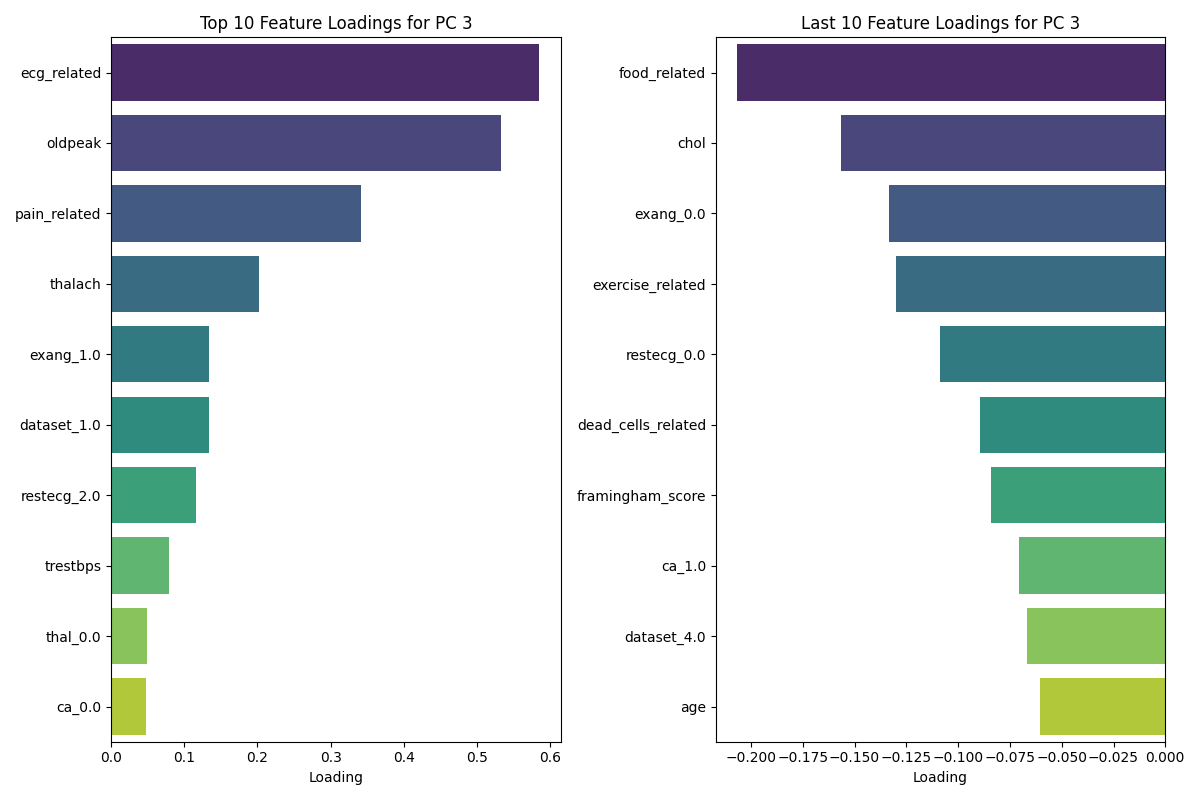 Top 10 Feature Loadings for PC 3
ecg_related
oldpeak
pain_related
thalach
exang_1.0
dataset_1.0
restecg_2.0
trestbps
thal_0.0
ca_0.0
0.0 0.1 0.2 0.3 0.4 0.5 0.6
Loading
Last 10 Feature Loadings for PC 3
food_related
chol
exang_0.0
exercise_related
restecg_0.0
dead_cells_related
framingham_score
ca_1.0
dataset_4.0
age
−0.200 −0.175 −0.150 −0.125 −0.100 −0.075 −0.050 −0.025 0.000
Loading